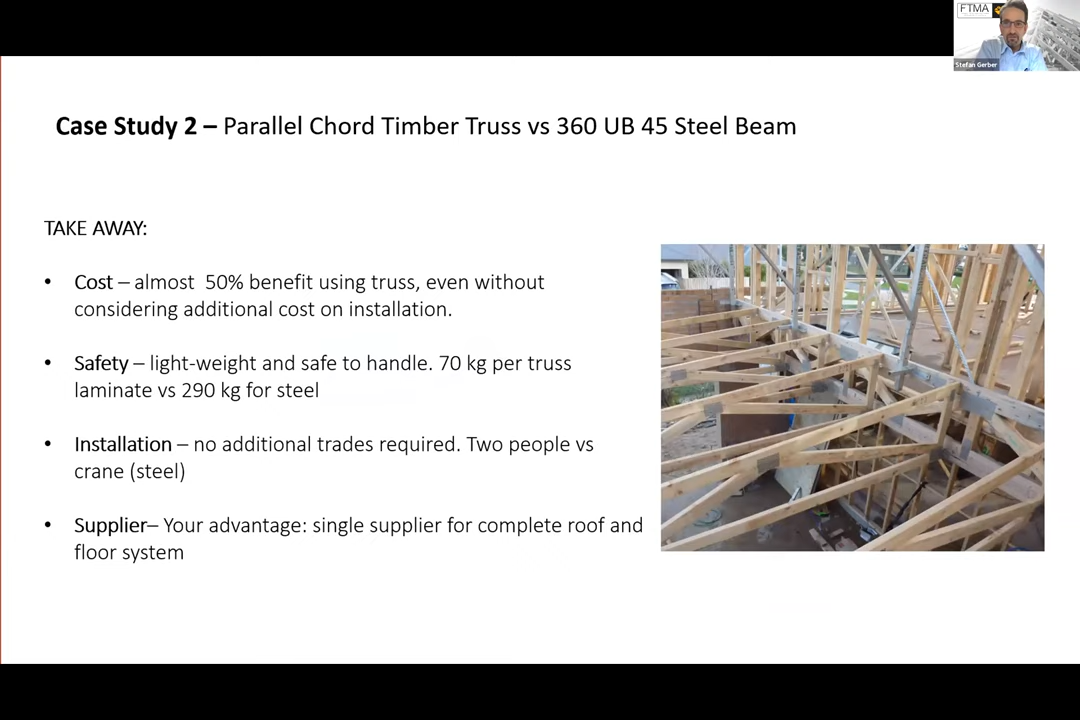 FTMA
Stefan Gerber
Case Study 2 – Parallel Chord Timber Truss vs 360 UB 45 Steel Beam
TAKE AWAY:
• Cost – almost  50% benefit using truss, even without
considering additional cost on installation.
• Safety – light-weight and safe to handle. 70 kg per truss
laminate vs 290 kg for steel
• Installation – no additional trades required. Two people vs
crane (steel)
• Supplier– Your advantage: single supplier for complete roof and
floor system